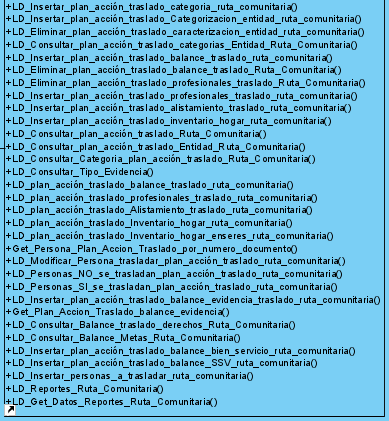 +LD_Insertar_plan_acción_traslado_categoria_ruta_comunitaria()
+LD_Insertar_plan_acción_traslado_Categorizacion_entidad_ruta_comunitaria()
+LD_Eliminar_plan_acción_traslado_caracterizacion_entidad_ruta_comunitaria()
+LD_Consultar_plan_acción_traslado_categorias_Entidad_Ruta_Comunitaria()
+LD_Insertar_plan_acción_traslado_balance_traslado_ruta_comunitaria()
+LD_Eliminar_plan_acción_traslado_balance_traslado_Ruta_Comunitaria()
+LD_Eliminar_plan_acción_traslado_profesionales_traslado_Ruta_Comunitaria()
+LD_Insertar_plan_acción_traslado_profesionales_traslado_ruta_comunitaria()
+LD_Insertar_plan_acción_traslado_alistamiento_traslado_ruta_comunitaria()
+LD_Insertar_plan_acción_traslado_inventario_hogar_ruta_comunitaria()
+LD_Consultar_plan_acción_traslado_Ruta_Comunitaria()
+LD_Consultar_plan_acción_traslado_Entidad_Ruta_Comunitaria()
+LD_Consultar_Categoria_plan_acción_traslado_Ruta_Comunitaria()
+LD_Consultar_Tipo_Evidencia()
+LD_plan_acción_traslado_balance_traslado_ruta_comunitaria()
+LD_plan_acción_traslado_profesionales_traslado_ruta_comunitaria()
+LD_plan_acción_traslado_Alistamiento_traslado_ruta_comunitaria()
+LD_plan_acción_traslado_Inventario_hogar_ruta_comunitaria()
+LD_plan_acción_traslado_Inventario_hogar_enseres_ruta_comunitaria()
+Get_Persona_Plan_Accion_Traslado_por_numero_documento()
+LD_Modificar_Persona_trasladar_plan_acción_traslado_ruta_comunitaria()
+LD_Personas_NO_se_trasladan_plan_acción_traslado_ruta_comunitaria()
+LD_Personas_SI_se_trasladan_plan_acción_traslado_ruta_comunitaria()
+LD_Insertar_plan_acción_traslado_balance_evidencia_traslado_ruta_comunitaria()
+Get_Plan_Accion_Traslado_balance_evidencia()
+LD_Consultar_Balance_traslado_derechos_Ruta_Comunitaria()
+LD_Consultar_Balance_Metas_Ruta_Comunitaria()
+LD_Insertar_plan_acción_traslado_balance_bien_servicio_ruta_comunitaria()
+LD_Insertar_plan_acción_traslado_balance_SSV_ruta_comunitaria()
+LD_Insertar_personas_a_trasladar_ruta_comunitaria()
+LD_Reportes_Ruta_Comunitaria()
+LD_Get_Datos_Reportes_Ruta_Comunitaria()